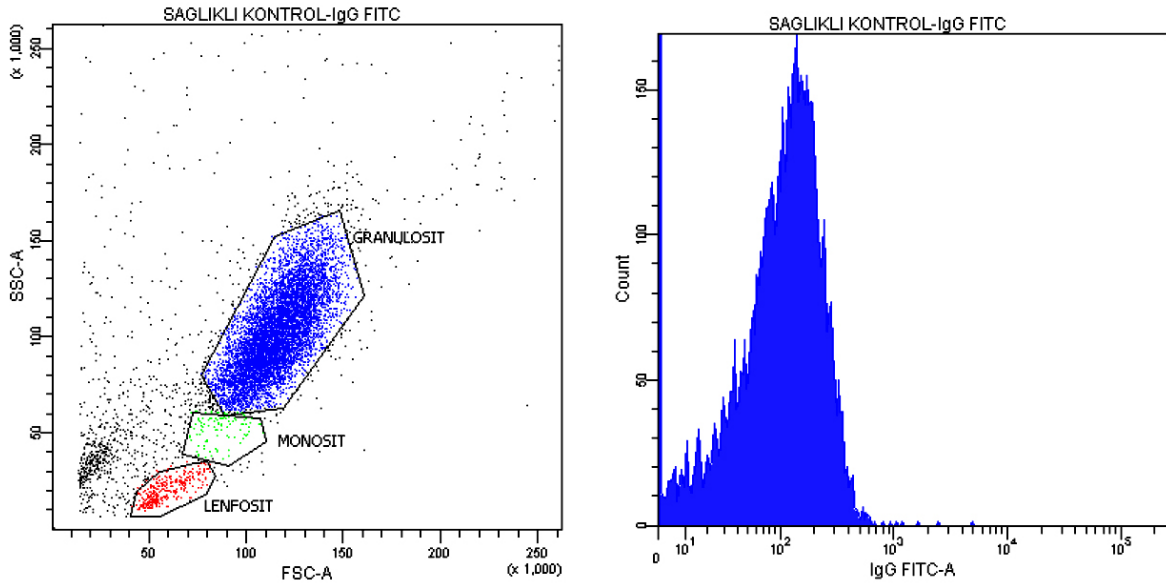 SAGLIKLI KONTROL-IgG FITC
(x 1,000)
250
200
150
100
50
SSC-A
GRANULOSIT
MONOSIT
LENFOSIT
50 100 150 200 250
FSC-A
(x 1,000)
SAGLIKLI KONTROL-IgG FITC
150
100
50
0
Count
0 10¹ 10² 10³ 10⁴ 10⁵
IgG FITC-A